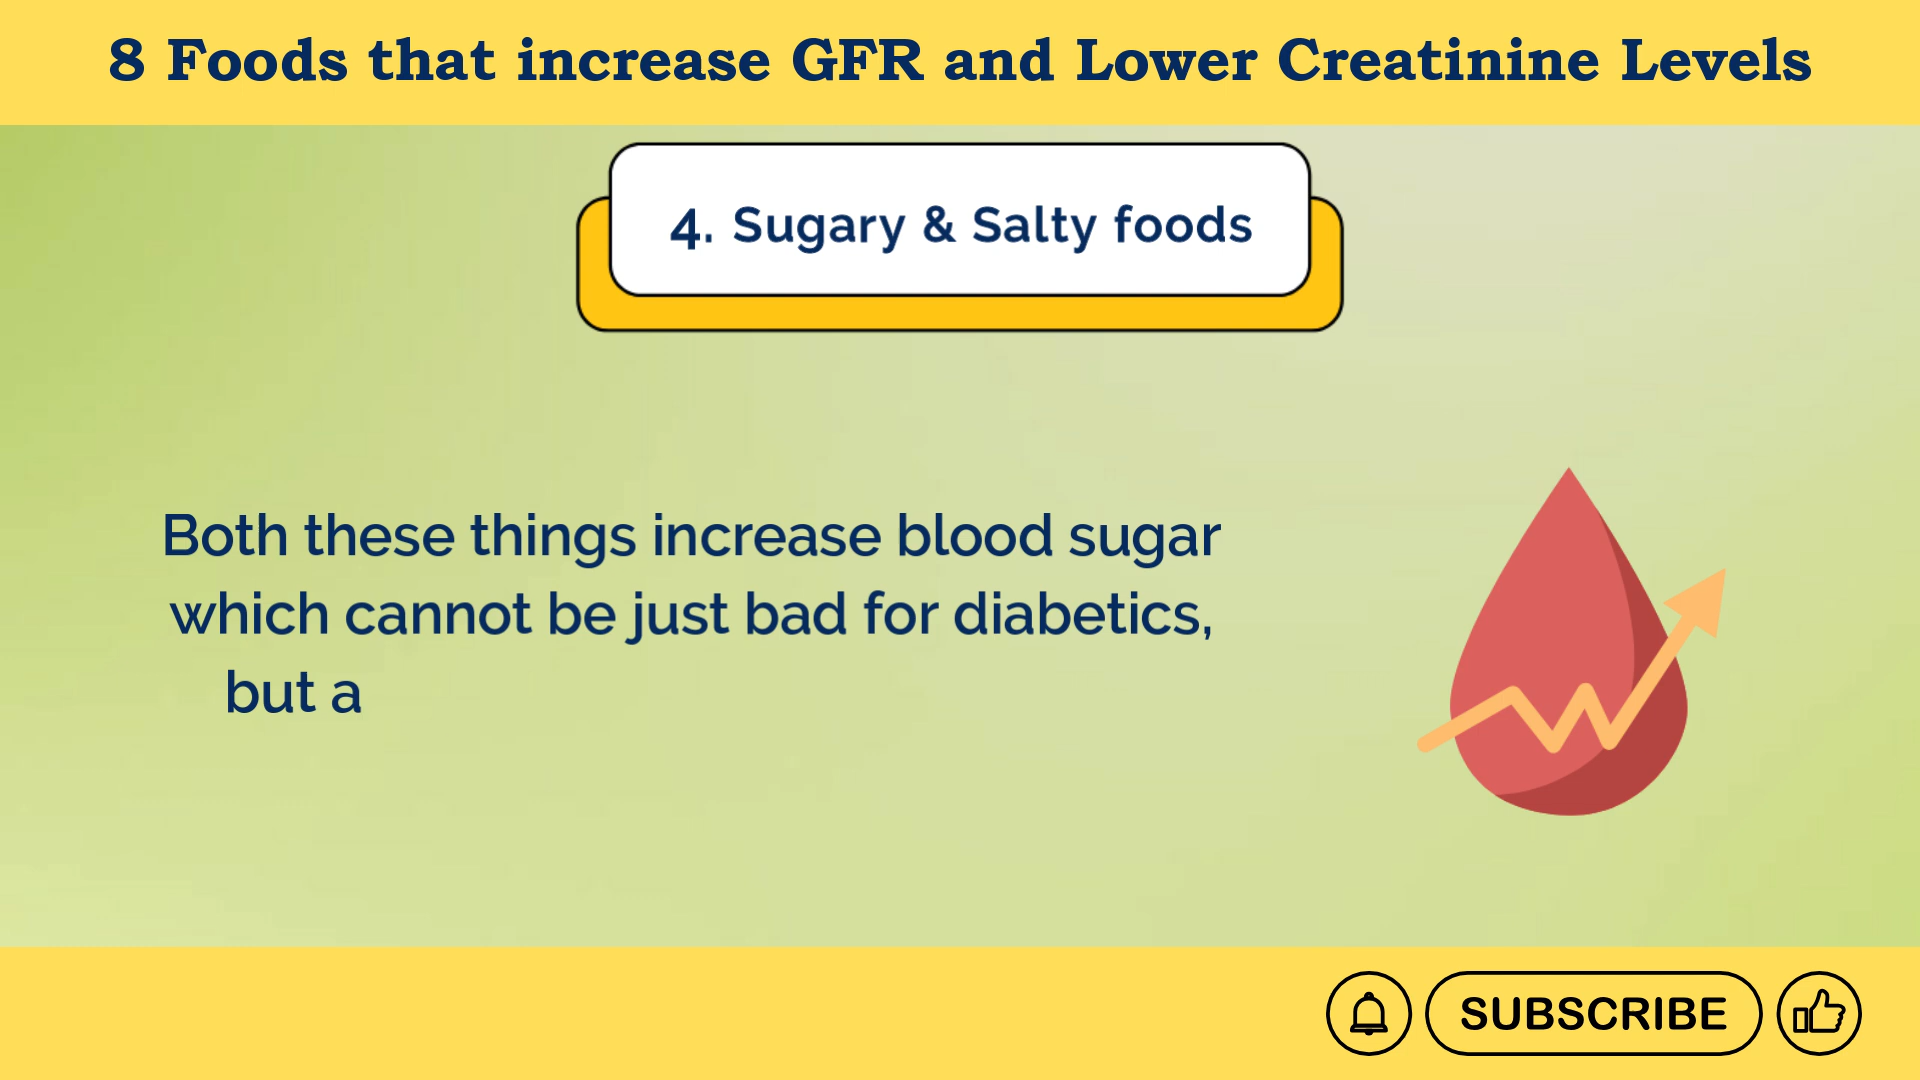 8 Foods that increase GFR and Lower Creatinine Levels
4. Sugary & Salty foods
Both these things increase blood sugar
which cannot be just bad for diabetics,
but a
SUBSCRIBE